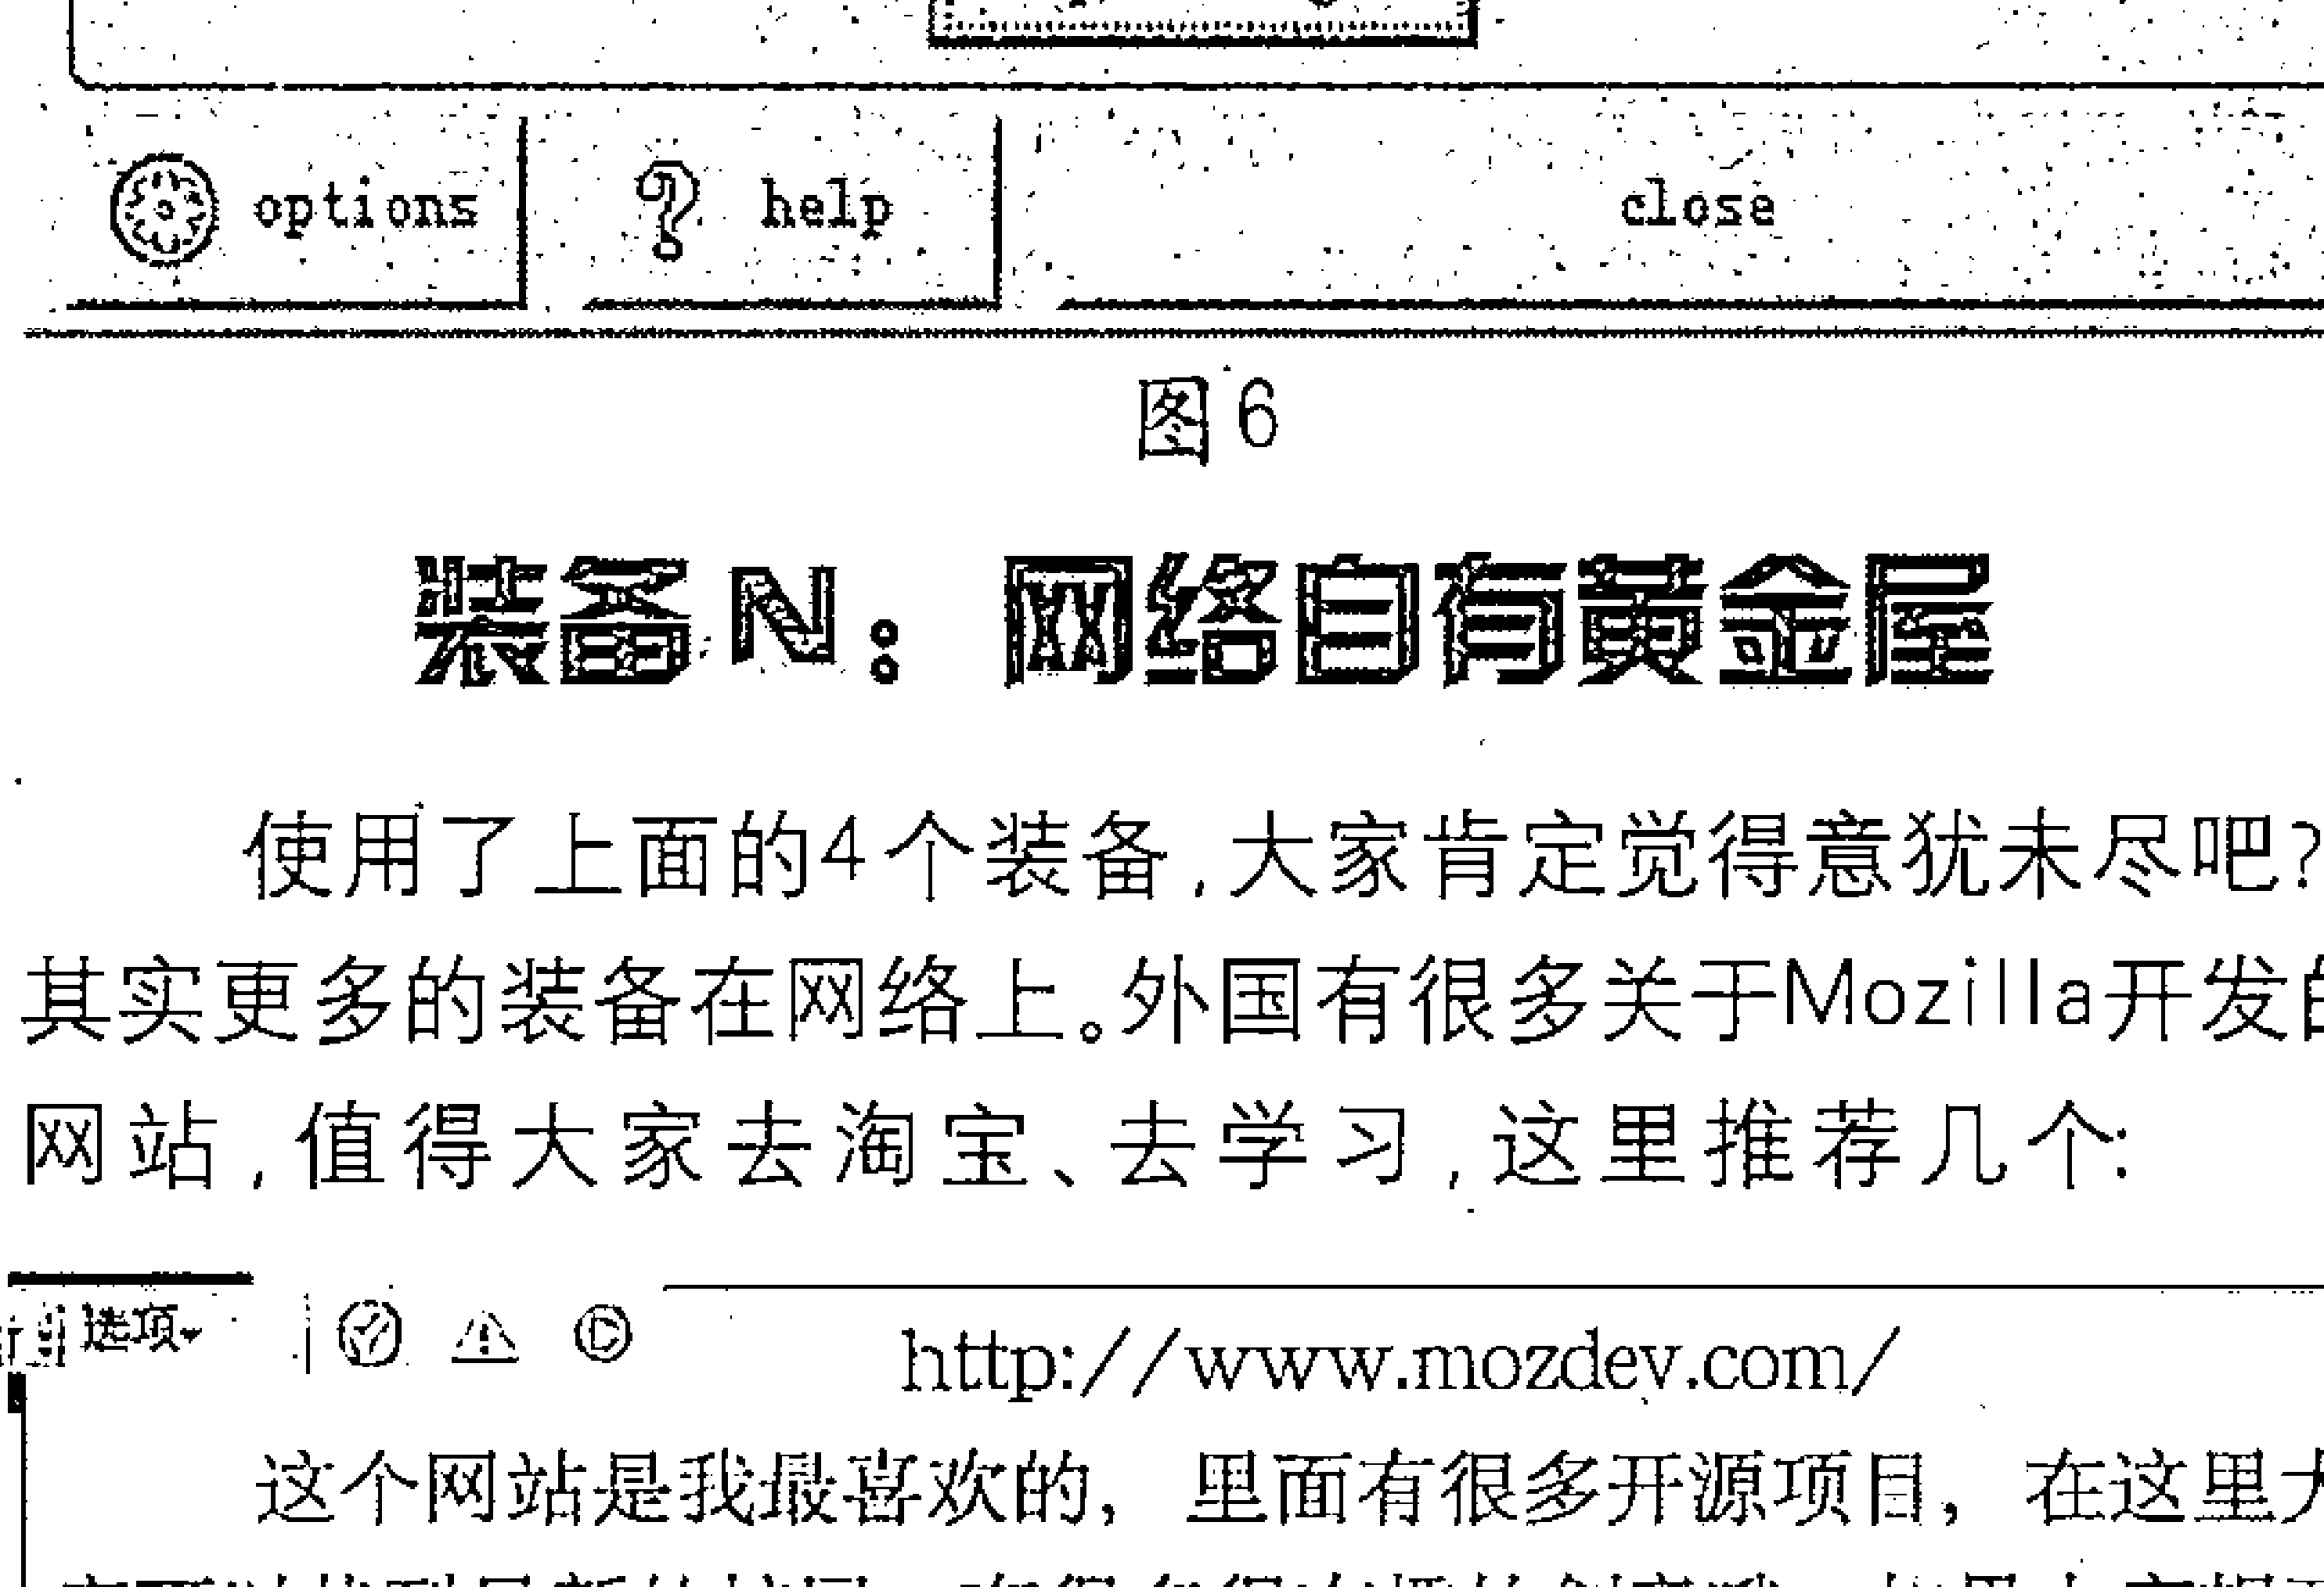 options help close
图6
装备N：网络自有黄金屋
使用了上面的4个装备,大家肯定觉得意犹未尽吧?
其实更多的装备在网络上。外国有很多关于Mozilla开发的
网站,值得大家去淘宝、去学习,这里推荐几个:
选项
http://www.mozdev.com/
这个网站是我最喜欢的，里面有很多开源项目，在这里